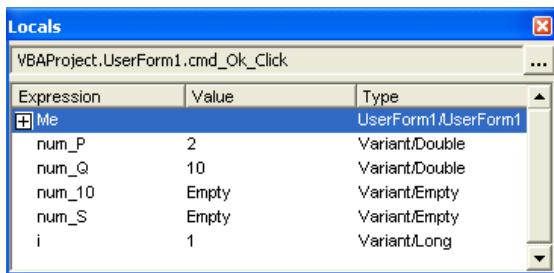 Locals
VBAProject.UserForm1.cmd_Ok_Click ...
Expression Value Type
Me UserForm1/UserForm1
num_P 2 Variant/Double
num_Q 10 Variant/Double
num_10 Empty Variant/Empty
num_S Empty Variant/Empty
i 1 Variant/Long